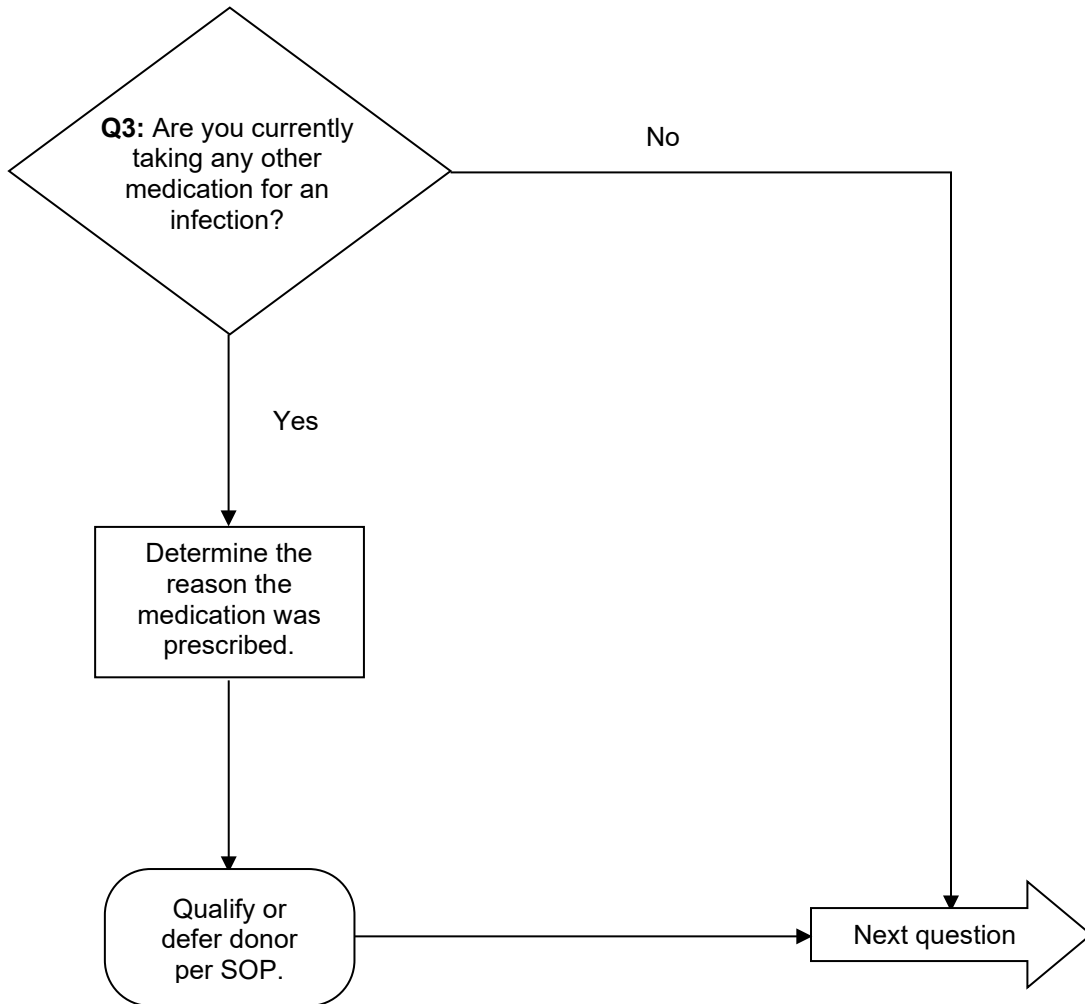 Q3: Are you currently
taking any other
medication for an
infection?
No
Yes
Determine the
reason the
medication was
prescribed.
Qualify or
defer donor
per SOP.
Next question